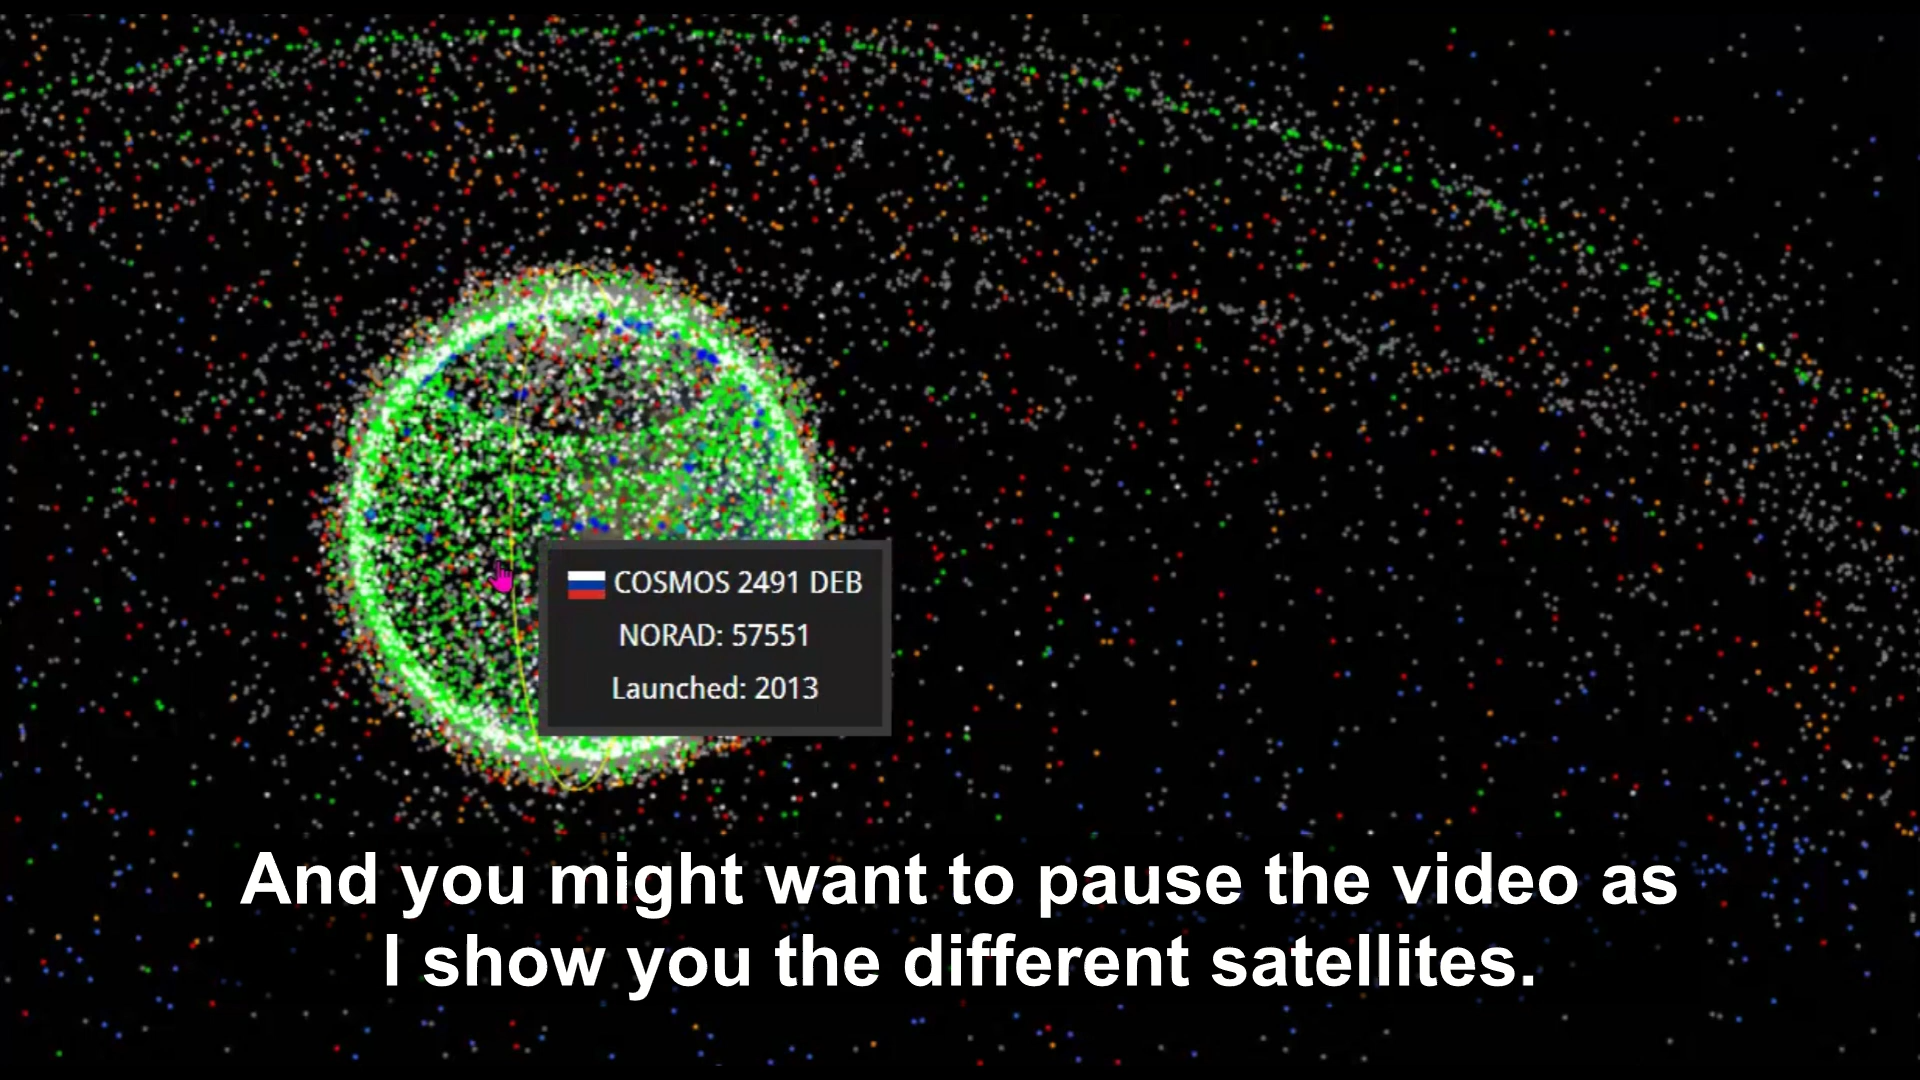 COSMOS 2491 DEB
NORAD: 57551
Launched: 2013
And you might want to pause the video as
I show you the different satellites.